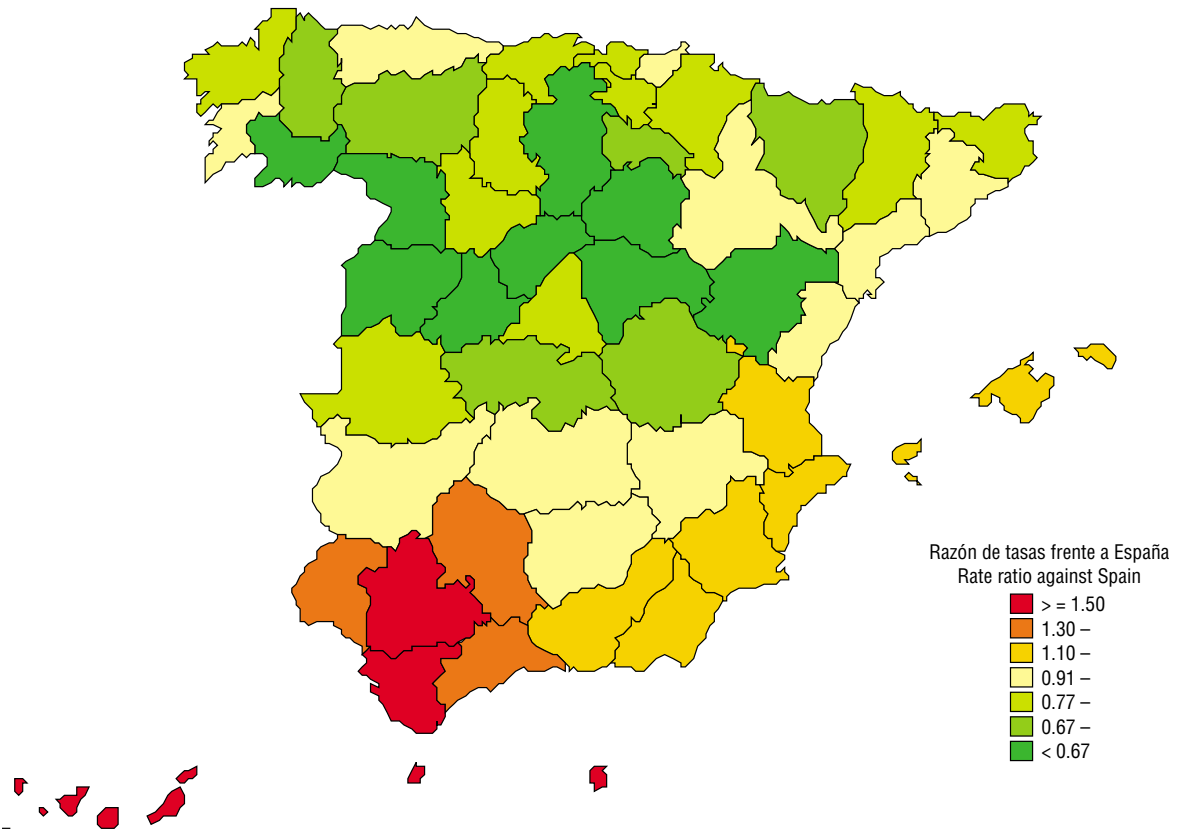 Razón de tasas frente a España
Rate ratio against Spain
> = 1.50
1.30 –
1.10 –
0.91 –
0.77 –
0.67 –
< 0.67